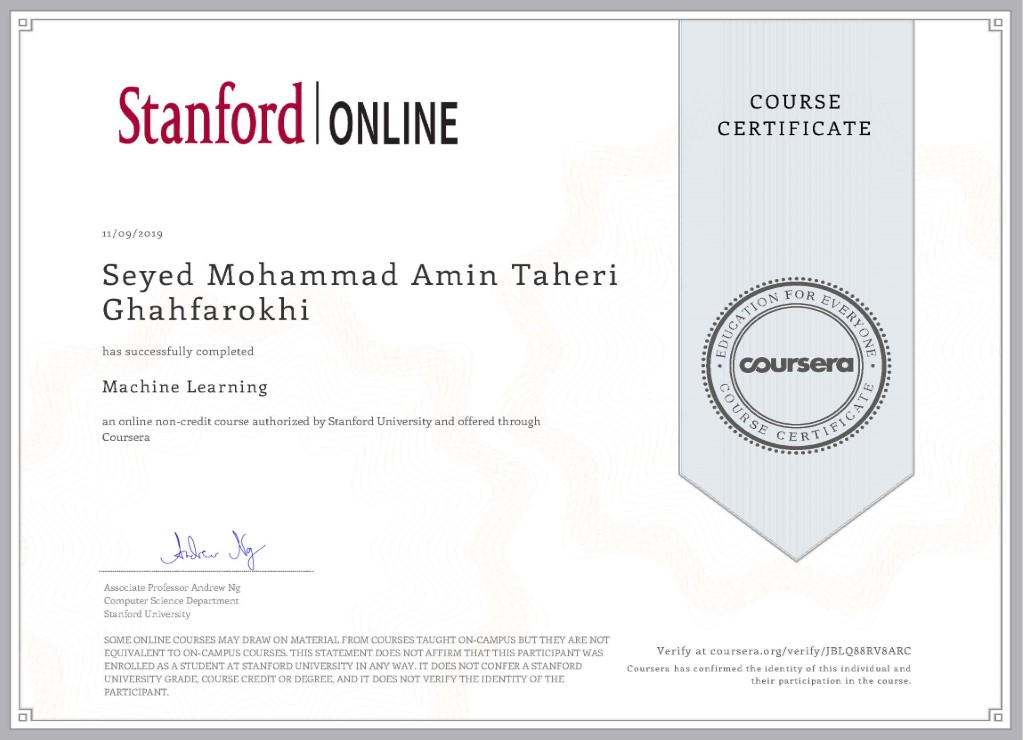 Stanford ONLINE
COURSE
CERTIFICATE
11/09/2019
Seyed Mohammad Amin Taheri
Ghahfarokhi
has successfully completed
Machine Learning
an online non-credit course authorized by Stanford University and offered through
Coursera
EDUCATION FOR EVERYONE
coursera
COURSE CERTIFICATE
Andrew Ng
Associate Professor Andrew Ng
Computer Science Department
Stanford University
SOME ONLINE COURSES MAY DRAW ON MATERIAL FROM COURSES TAUGHT ON-CAMPUS BUT THEY ARE NOT
EQUIVALENT TO ON-CAMPUS COURSES. THIS STATEMENT DOES NOT AFFIRM THAT THIS PARTICIPANT WAS
ENROLLED AS A STUDENT AT STANFORD UNIVERSITY IN ANY WAY. IT DOES NOT CONFER A STANFORD
UNIVERSITY GRADE, COURSE CREDIT OR DEGREE, AND IT DOES NOT VERIFY THE IDENTITY OF THE
PARTICIPANT.
Verify at coursera.org/verify/JBLQ88RV8ARC
Coursera has confirmed the identity of this individual and
their participation in the course.